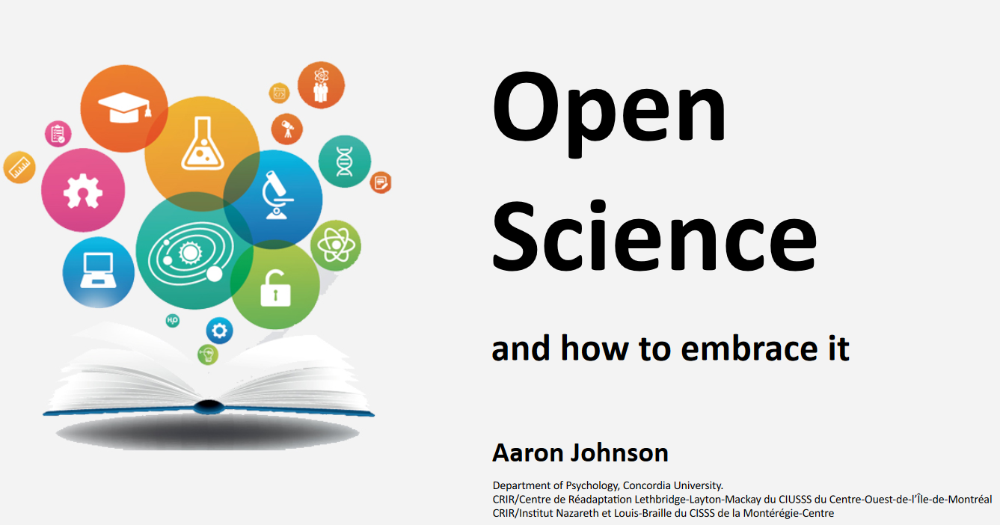 Open
Science
and how to embrace it
Aaron Johnson
Department of Psychology, Concordia University.
CRIR/Centre de Réadaptation Lethbridge-Layton-Mackay du CIUSSS du Centre-Ouest-de-l’Île-de-Montréal
CRIR/Institut Nazareth et Louis-Braille du CISSS de la Montérégie-Centre
H₂O